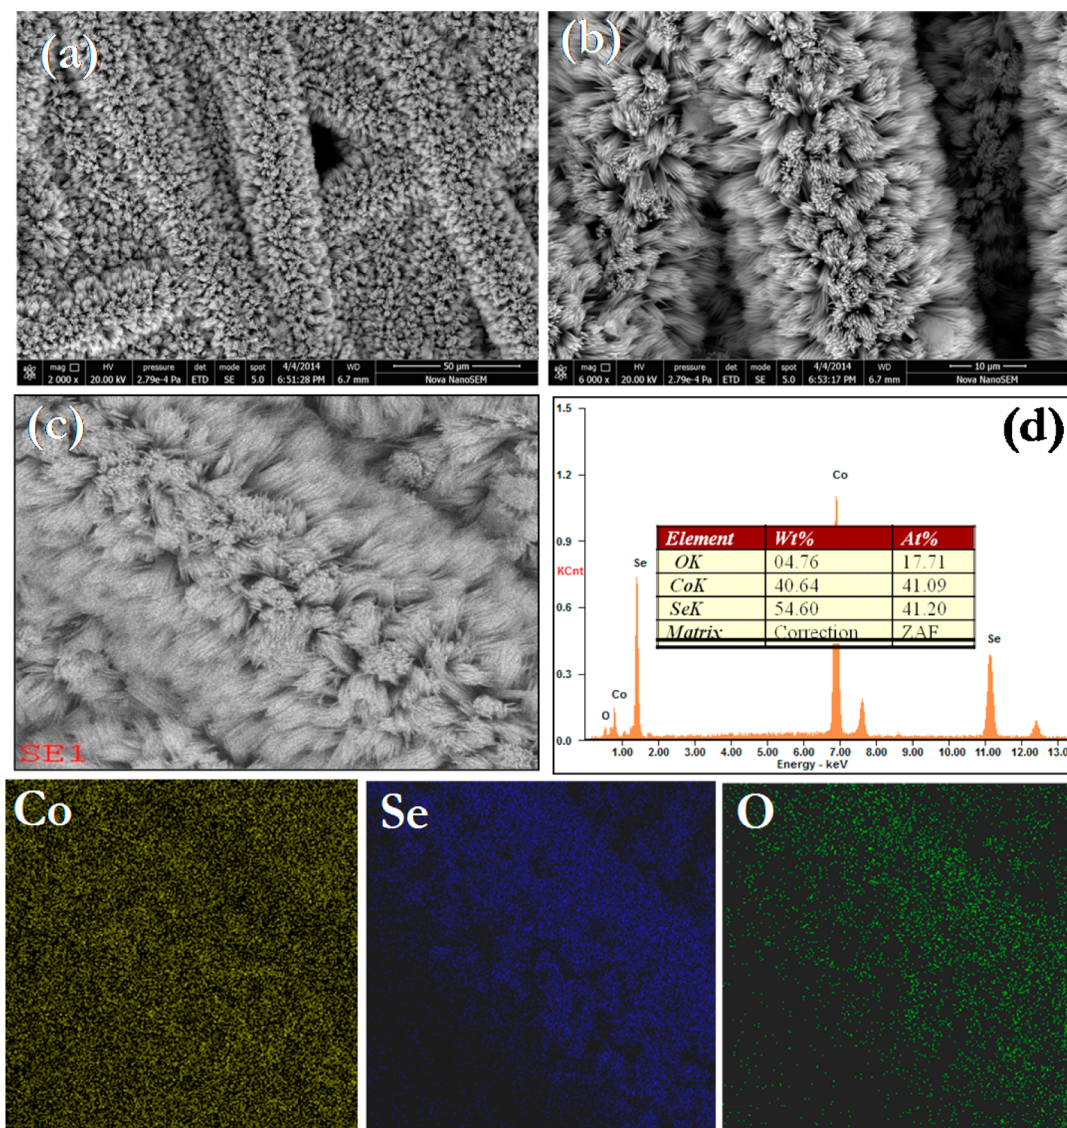 (a)
mag HV pressure det mode spot 4/4/2014 WD 50 µm
2 000 x 20.00 kV 2.79e-4 Pa ETD SE 5.0 6:51:28 PM 6.7 mm Nova NanoSEM
(b)
mag HV pressure det mode spot 4/4/2014 WD 10 µm
6 000 x 20.00 kV 2.79e-4 Pa ETD SE 5.0 6:53:17 PM 6.7 mm Nova NanoSEM
(c)
SE1
(d)
1.5
1.2
0.9
KCnt
0.6
0.3
0.0
Co
Se
Se
Co
O
Element Wt% At%
OK 04.76 17.71
CoK 40.64 41.09
SeK 54.60 41.20
Matrix Correction ZAF
1.00 2.00 3.00 4.00 5.00 6.00 7.00 8.00 9.00 10.00 11.00 12.00 13.0
Energy - keV
Co
Se
O